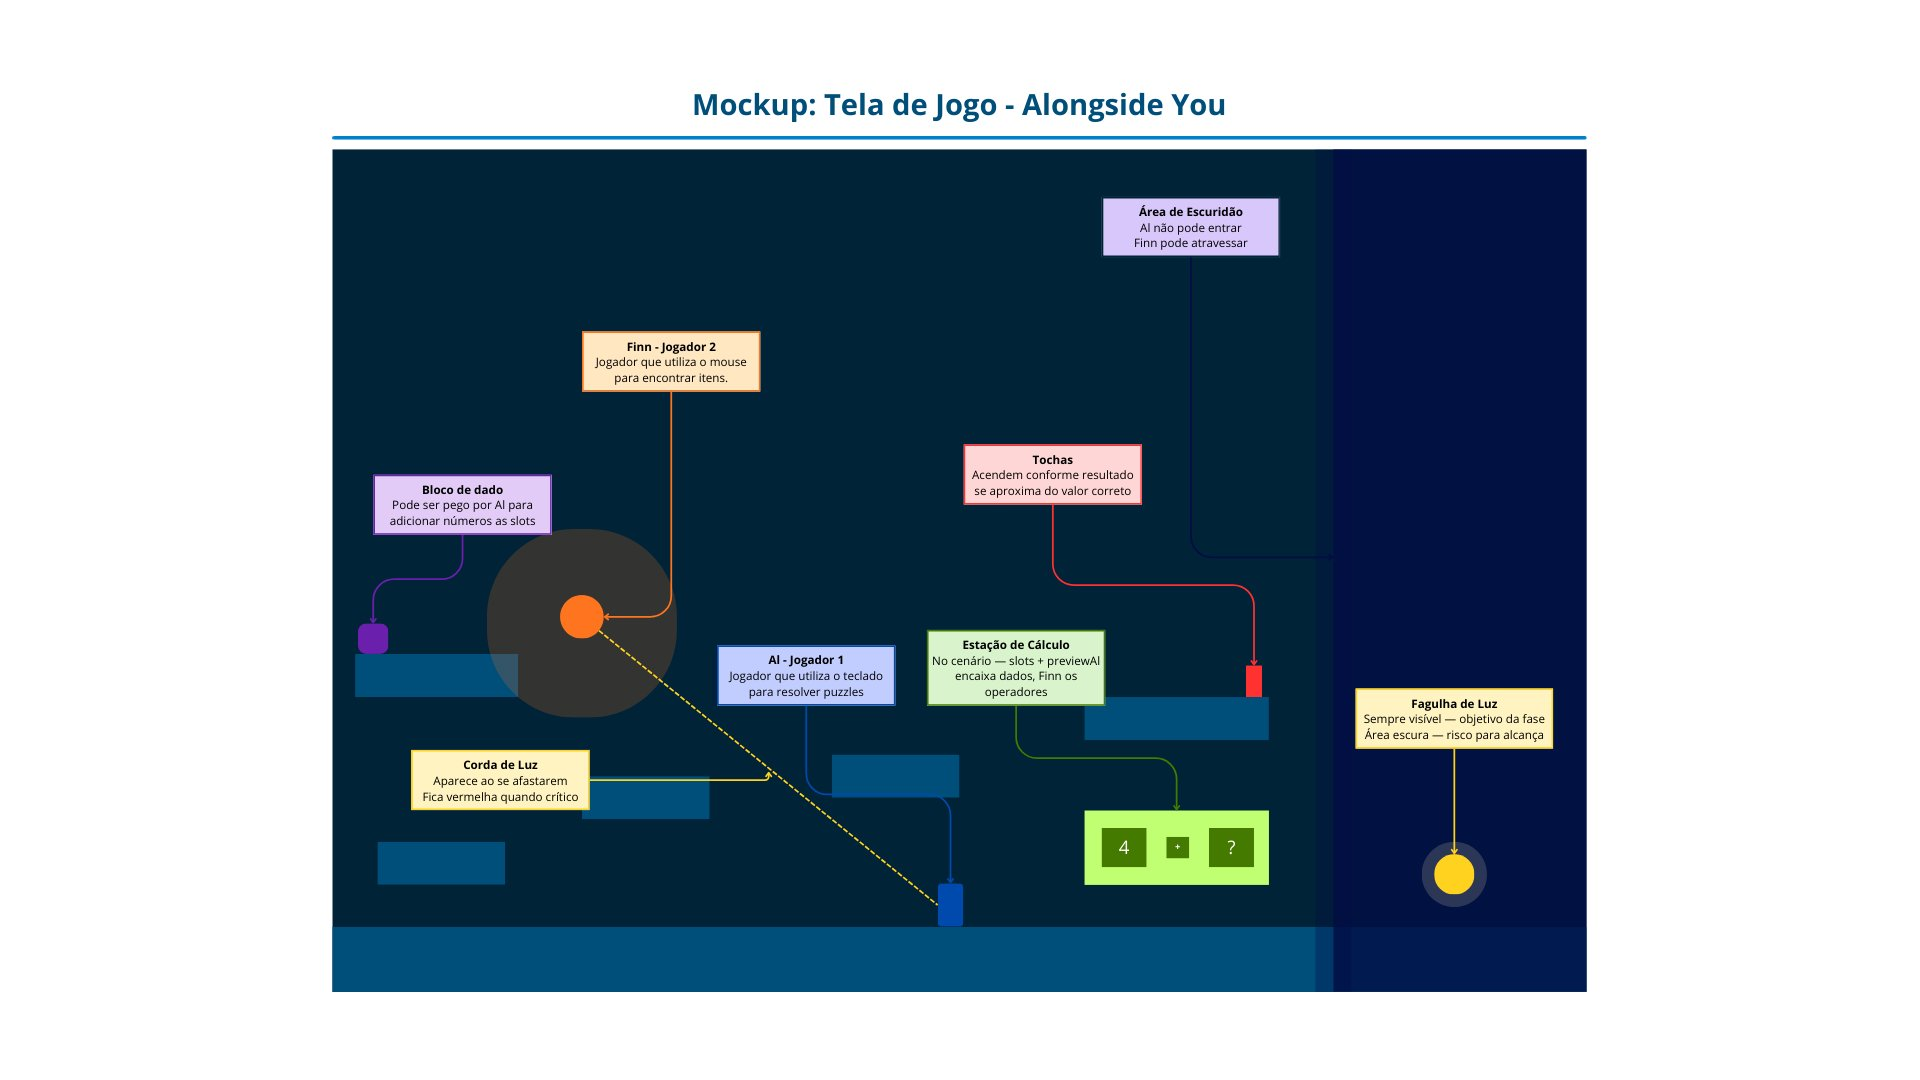 Mockup: Tela de Jogo - Alongside You
Área de Escuridão
Al não pode entrar
Finn pode atravessar
Finn - Jogador 2
Jogador que utiliza o mouse
para encontrar itens.
Tochas
Acendem conforme resultado
se aproxima do valor correto
Bloco de dado
Pode ser pego por Al para
adicionar números as slots
Estação de Cálculo
No cenário — slots + previewAl
encaixa dados, Finn os
operadores
Al - Jogador 1
Jogador que utiliza o teclado
para resolver puzzles
Fagulha de Luz
Sempre visível — objetivo da fase
Área escura — risco para alcança
Corda de Luz
Aparece ao se afastarem
Fica vermelha quando crítico
4 + ?